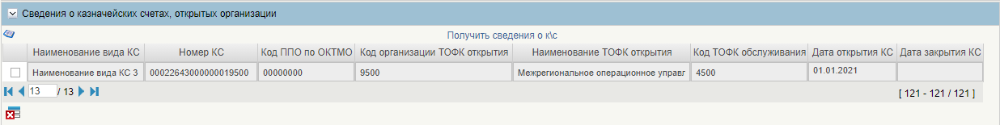 Сведения о казначейских счетах, открытых организации
Получить сведения о к\с
Наименование вида КС Номер КС Код ППО по ОКТМО Код организации ТОФК открытия Наименование ТОФК открытия Код ТОФК обслуживания Дата открытия КС Дата закрытия КС
Наименование вида КС 3 00022643000000019500 00000000 9500 Межрегиональное операционное управл 4500 01.01.2021
13 / 13 [ 121 - 121 / 121 ]